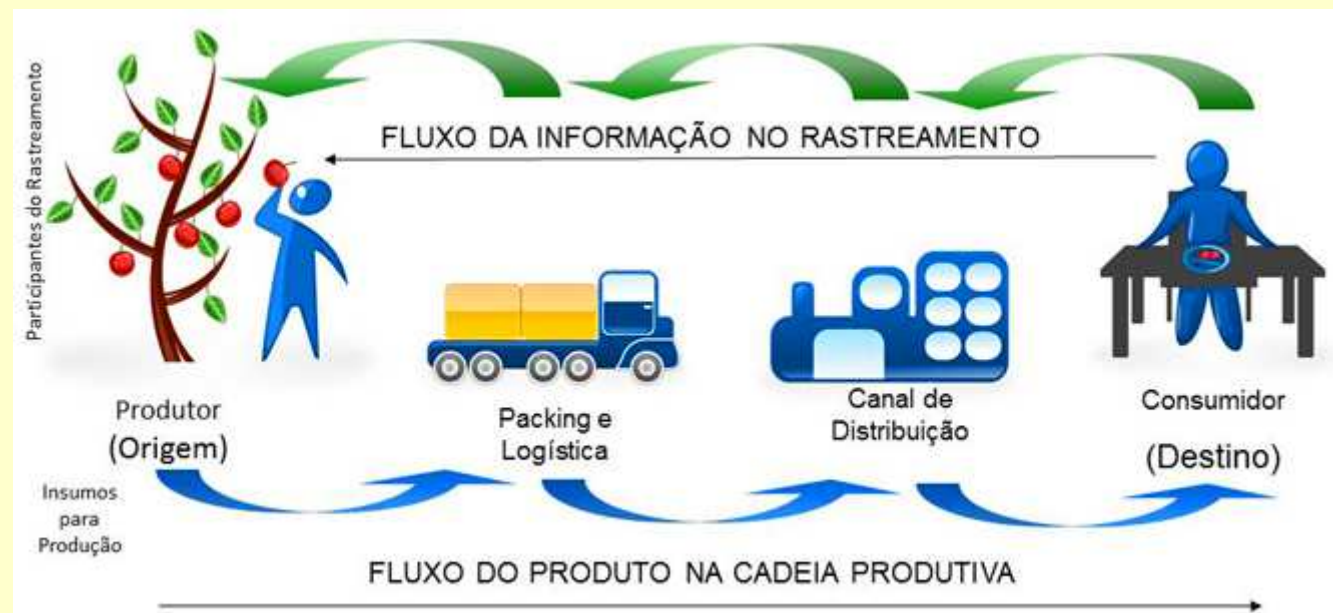 Participantes do Rastreamento
FLUXO DA INFORMAÇÃO NO RASTREAMENTO
Produtor
(Origem)
Packing e
Logística
Canal de
Distribuição
Consumidor
(Destino)
Insumos
para
Produção
FLUXO DO PRODUTO NA CADEIA PRODUTIVA